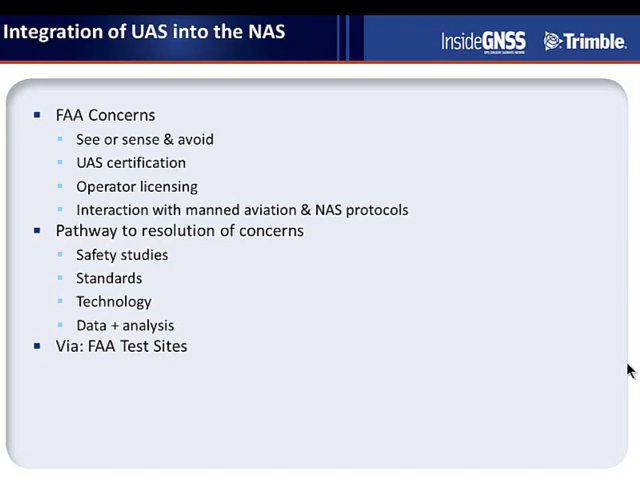 Integration of UAS into the NAS
InsideGNSS
Trimble.
FAA Concerns
See or sense & avoid
UAS certification
Operator licensing
Interaction with manned aviation & NAS protocols
Pathway to resolution of concerns
Safety studies
Standards
Technology
Data + analysis
Via: FAA Test Sites